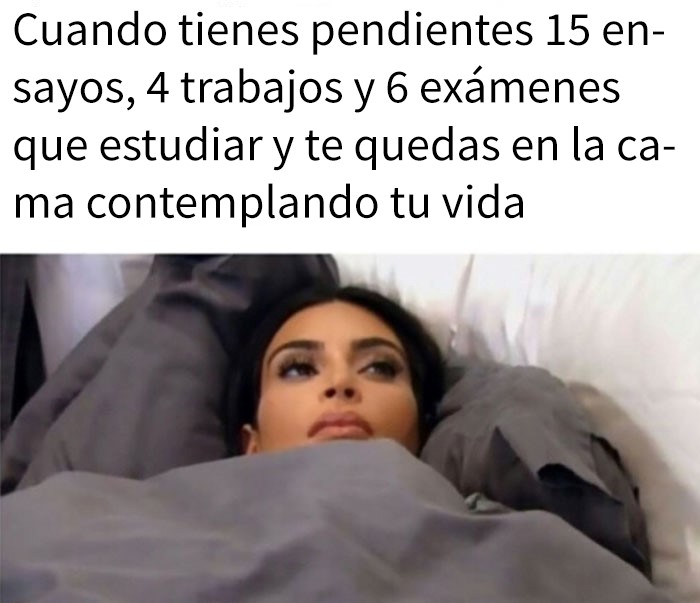 Cuando tienes pendientes 15 en-
sayos, 4 trabajos y 6 exámenes
que estudiar y te quedas en la ca-
ma contemplando tu vida